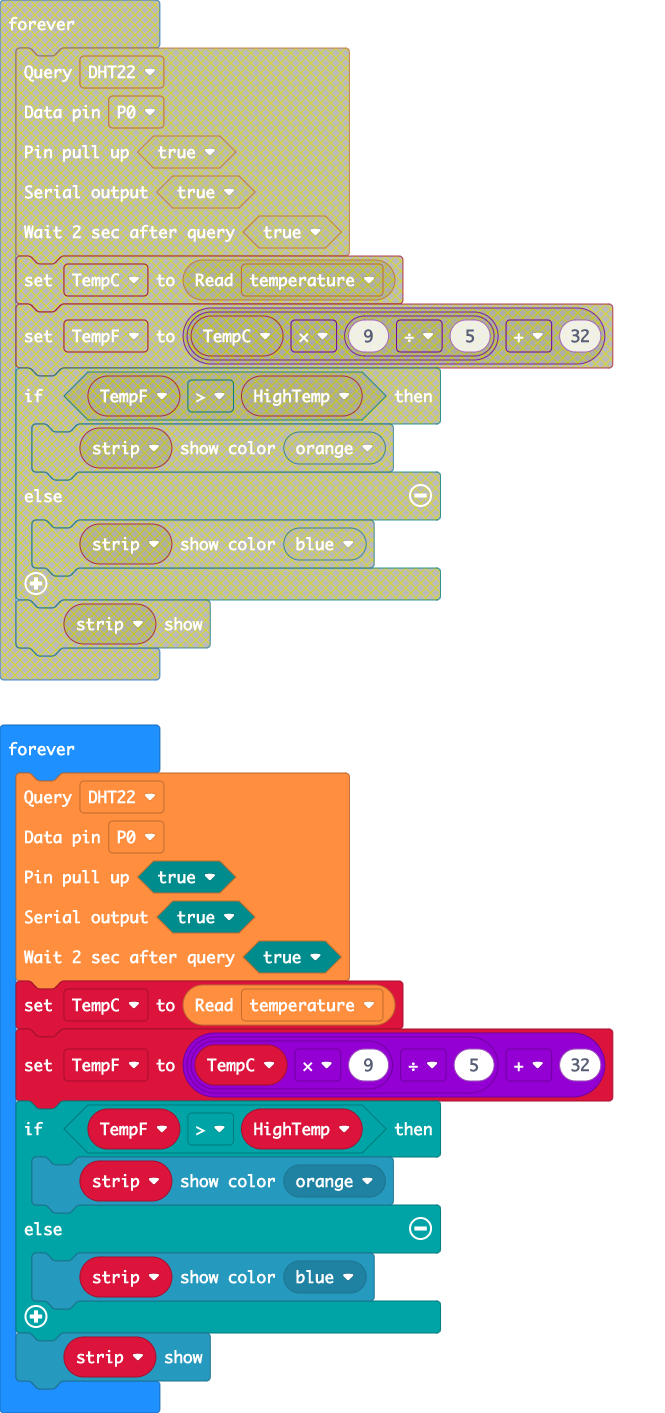 forever
Query DHT22
Data pin P0
Pin pull up true
Serial output true
Wait 2 sec after query true
set TempC to Read temperature
set TempF to TempC × 9 ÷ 5 + 32
if TempF > HighTemp then
strip show color orange
else
strip show color blue
strip show
forever
Query DHT22
Data pin P0
Pin pull up true
Serial output true
Wait 2 sec after query true
set TempC to Read temperature
set TempF to TempC × 9 ÷ 5 + 32
if TempF > HighTemp then
strip show color orange
else
strip show color blue
strip show